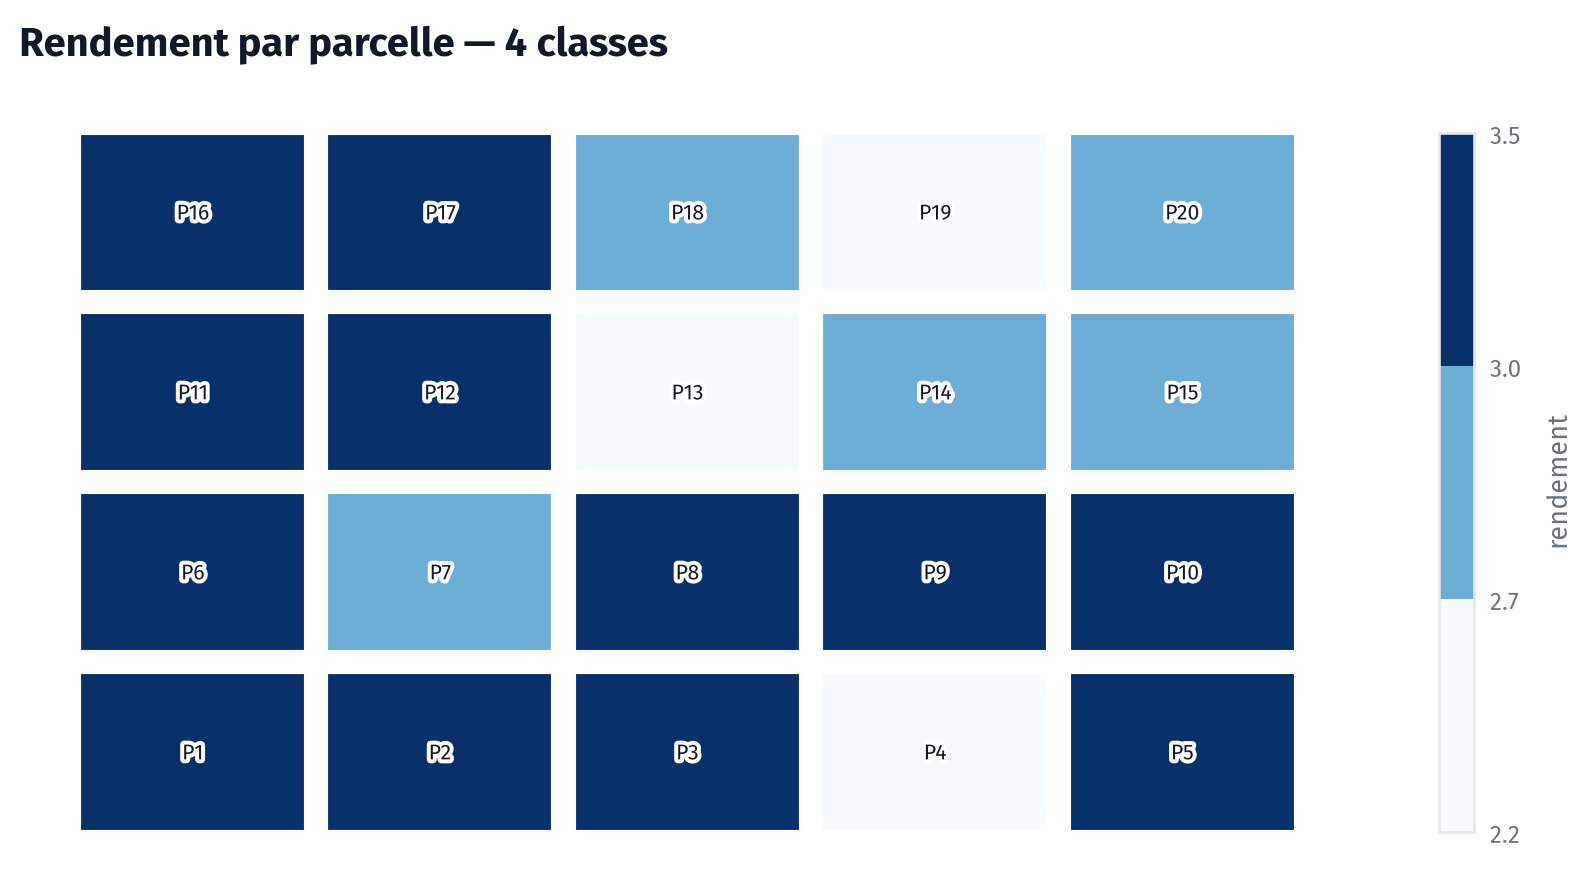 Rendement par parcelle — 4 classes
P16 P17 P18 P19 P20
P11 P12 P13 P14 P15
P6 P7 P8 P9 P10
P1 P2 P3 P4 P5
3.5
3.0
2.7
2.2
rendement